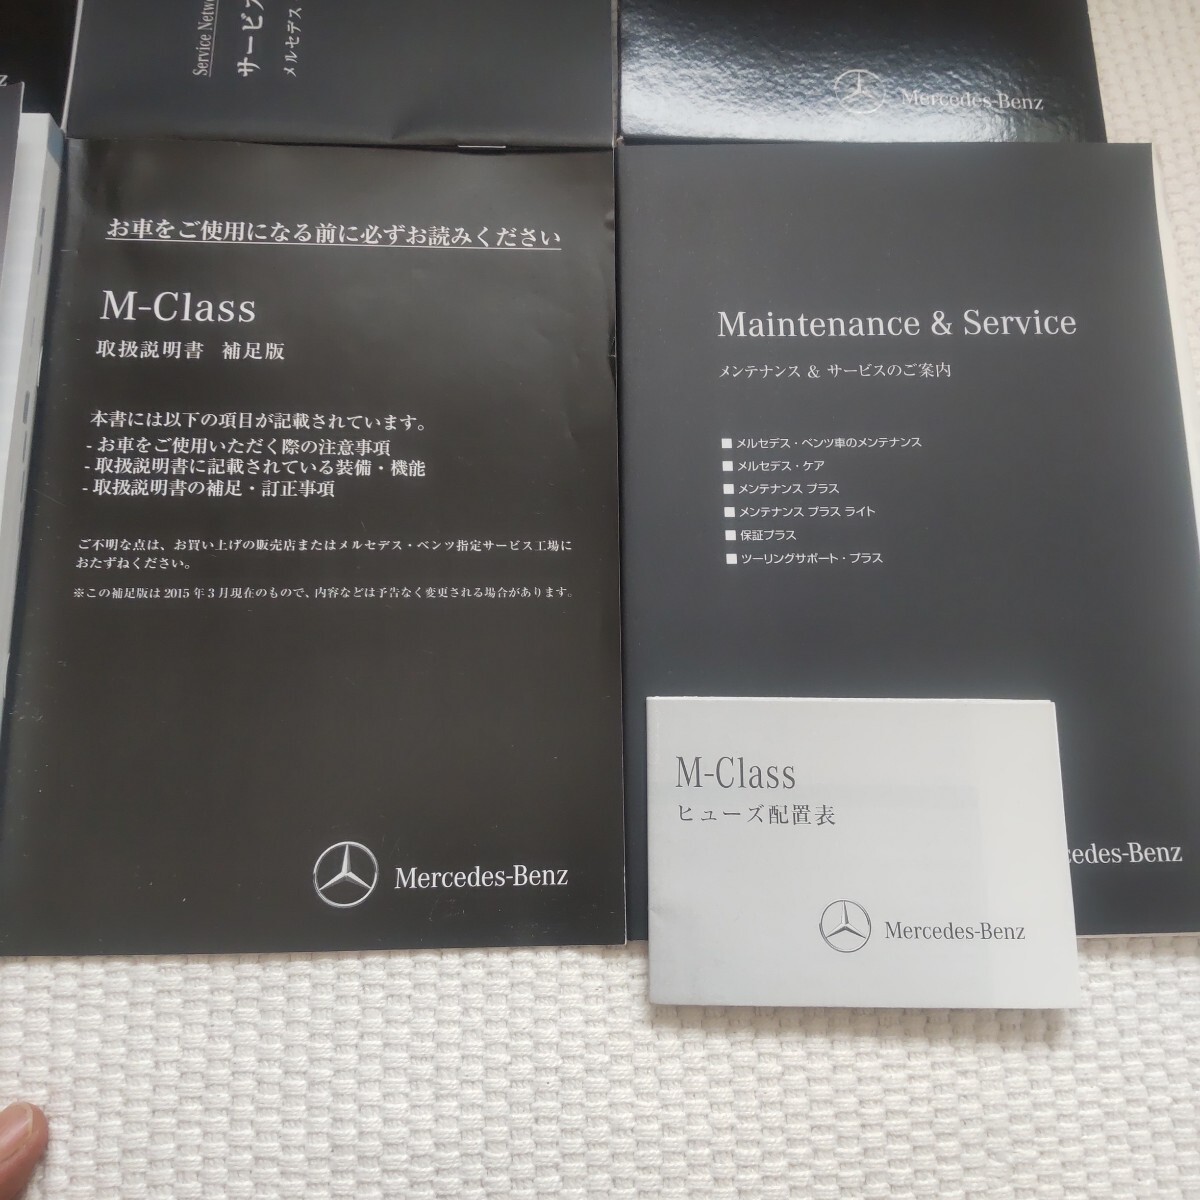 Service Netw
サービス
メルセデス
Mercedes-Benz
お車をご使用になる前に必ずお読みください
M-Class
取扱説明書 補足版
本書には以下の項目が記載されています。
- お車をご使用いただく際の注意事項
- 取扱説明書に記載されている装備・機能
- 取扱説明書の補足・訂正事項
ご不明な点は、お買い上げの販売店またはメルセデス・ベンツ指定サービス工場に
おたずねください。
※この補足版は 2015 年 3 月現在のもので、内容などは予告なく変更される場合があります。
Mercedes-Benz
Maintenance & Service
メンテナンス & サービスのご案内
■ メルセデス・ベンツ車のメンテナンス
■ メルセデス・ケア
■ メンテナンス プラス
■ メンテナンス プラス ライト
■ 保証プラス
■ ツーリングサポート・プラス
cedes-Benz
M-Class
ヒューズ配置表
Mercedes-Benz